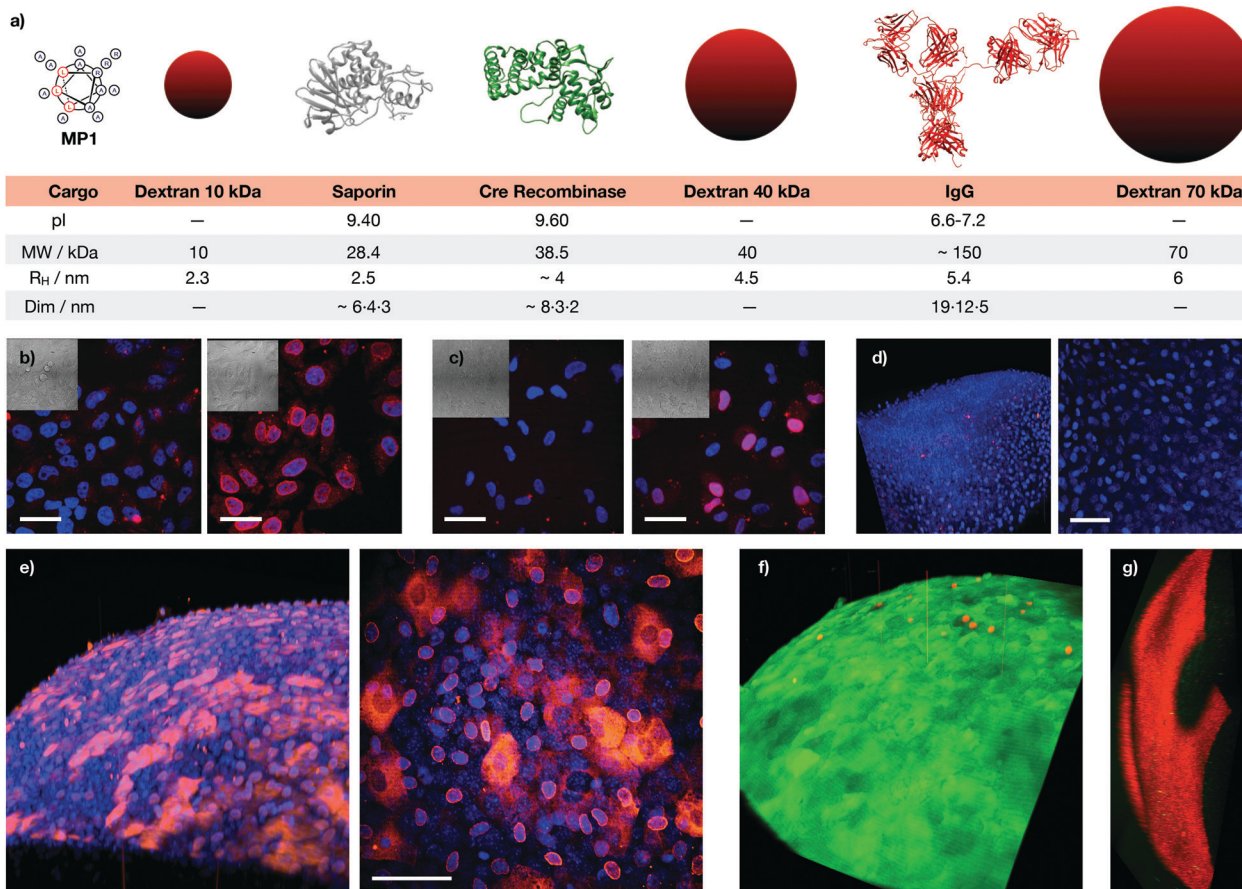 a)
A
A
A
A
R
R
L
R
A
A
L
A
A
L
A
A
A
MP1
Cargo Dextran 10 kDa Saporin Cre Recombinase Dextran 40 kDa IgG Dextran 70 kDa
pI — 9.40 9.60 — 6.6-7.2 —
MW / kDa 10 28.4 38.5 40 ~ 150 70
RH / nm 2.3 2.5 ~ 4 4.5 5.4 6
Dim / nm — ~ 6·4·3 ~ 8·3·2 — 19·12·5 —
b)
c)
d)
e)
f)
g)